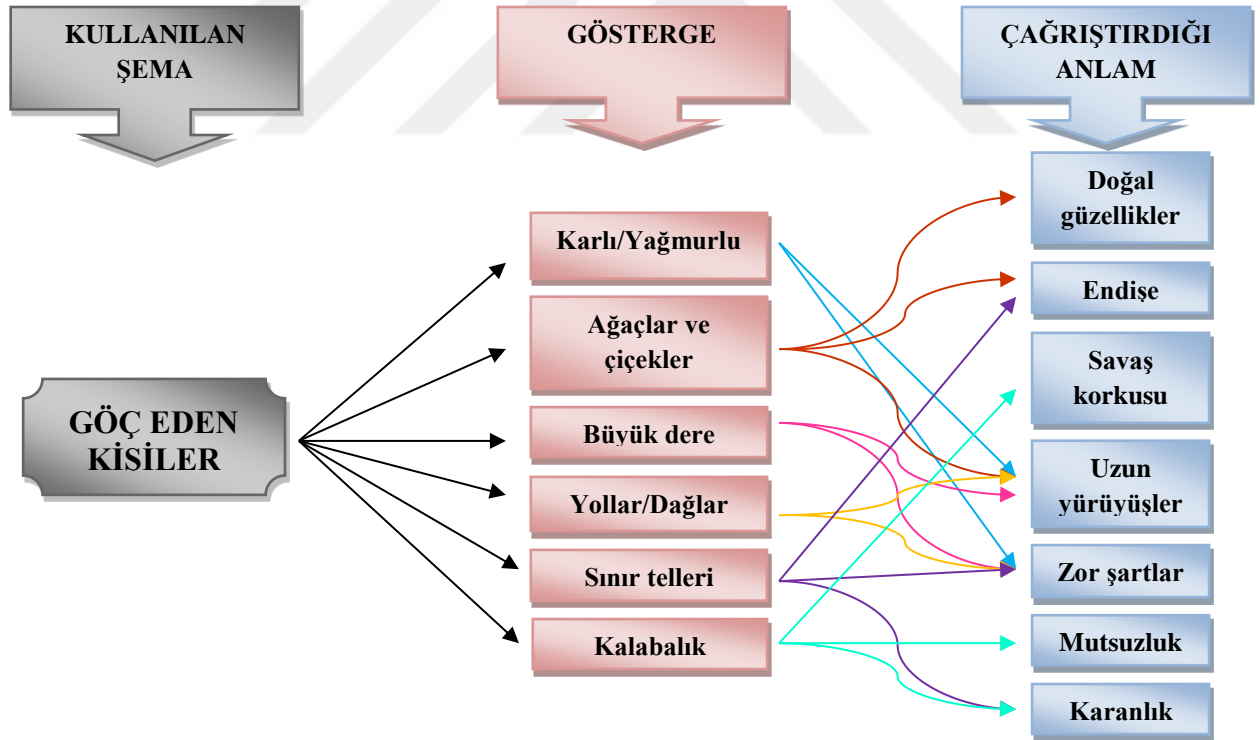 KULLANILAN
ŞEMA
GÖSTERGE
ÇAĞRIŞTIRDIĞI
ANLAM
GÖÇ EDEN
KİSİLER
Karlı/Yağmurlu
Ağaçlar ve
çiçekler
Büyük dere
Yollar/Dağlar
Sınır telleri
Kalabalık
Doğal
güzellikler
Endişe
Savaş
korkusu
Uzun
yürüyüşler
Zor şartlar
Mutsuzluk
Karanlık